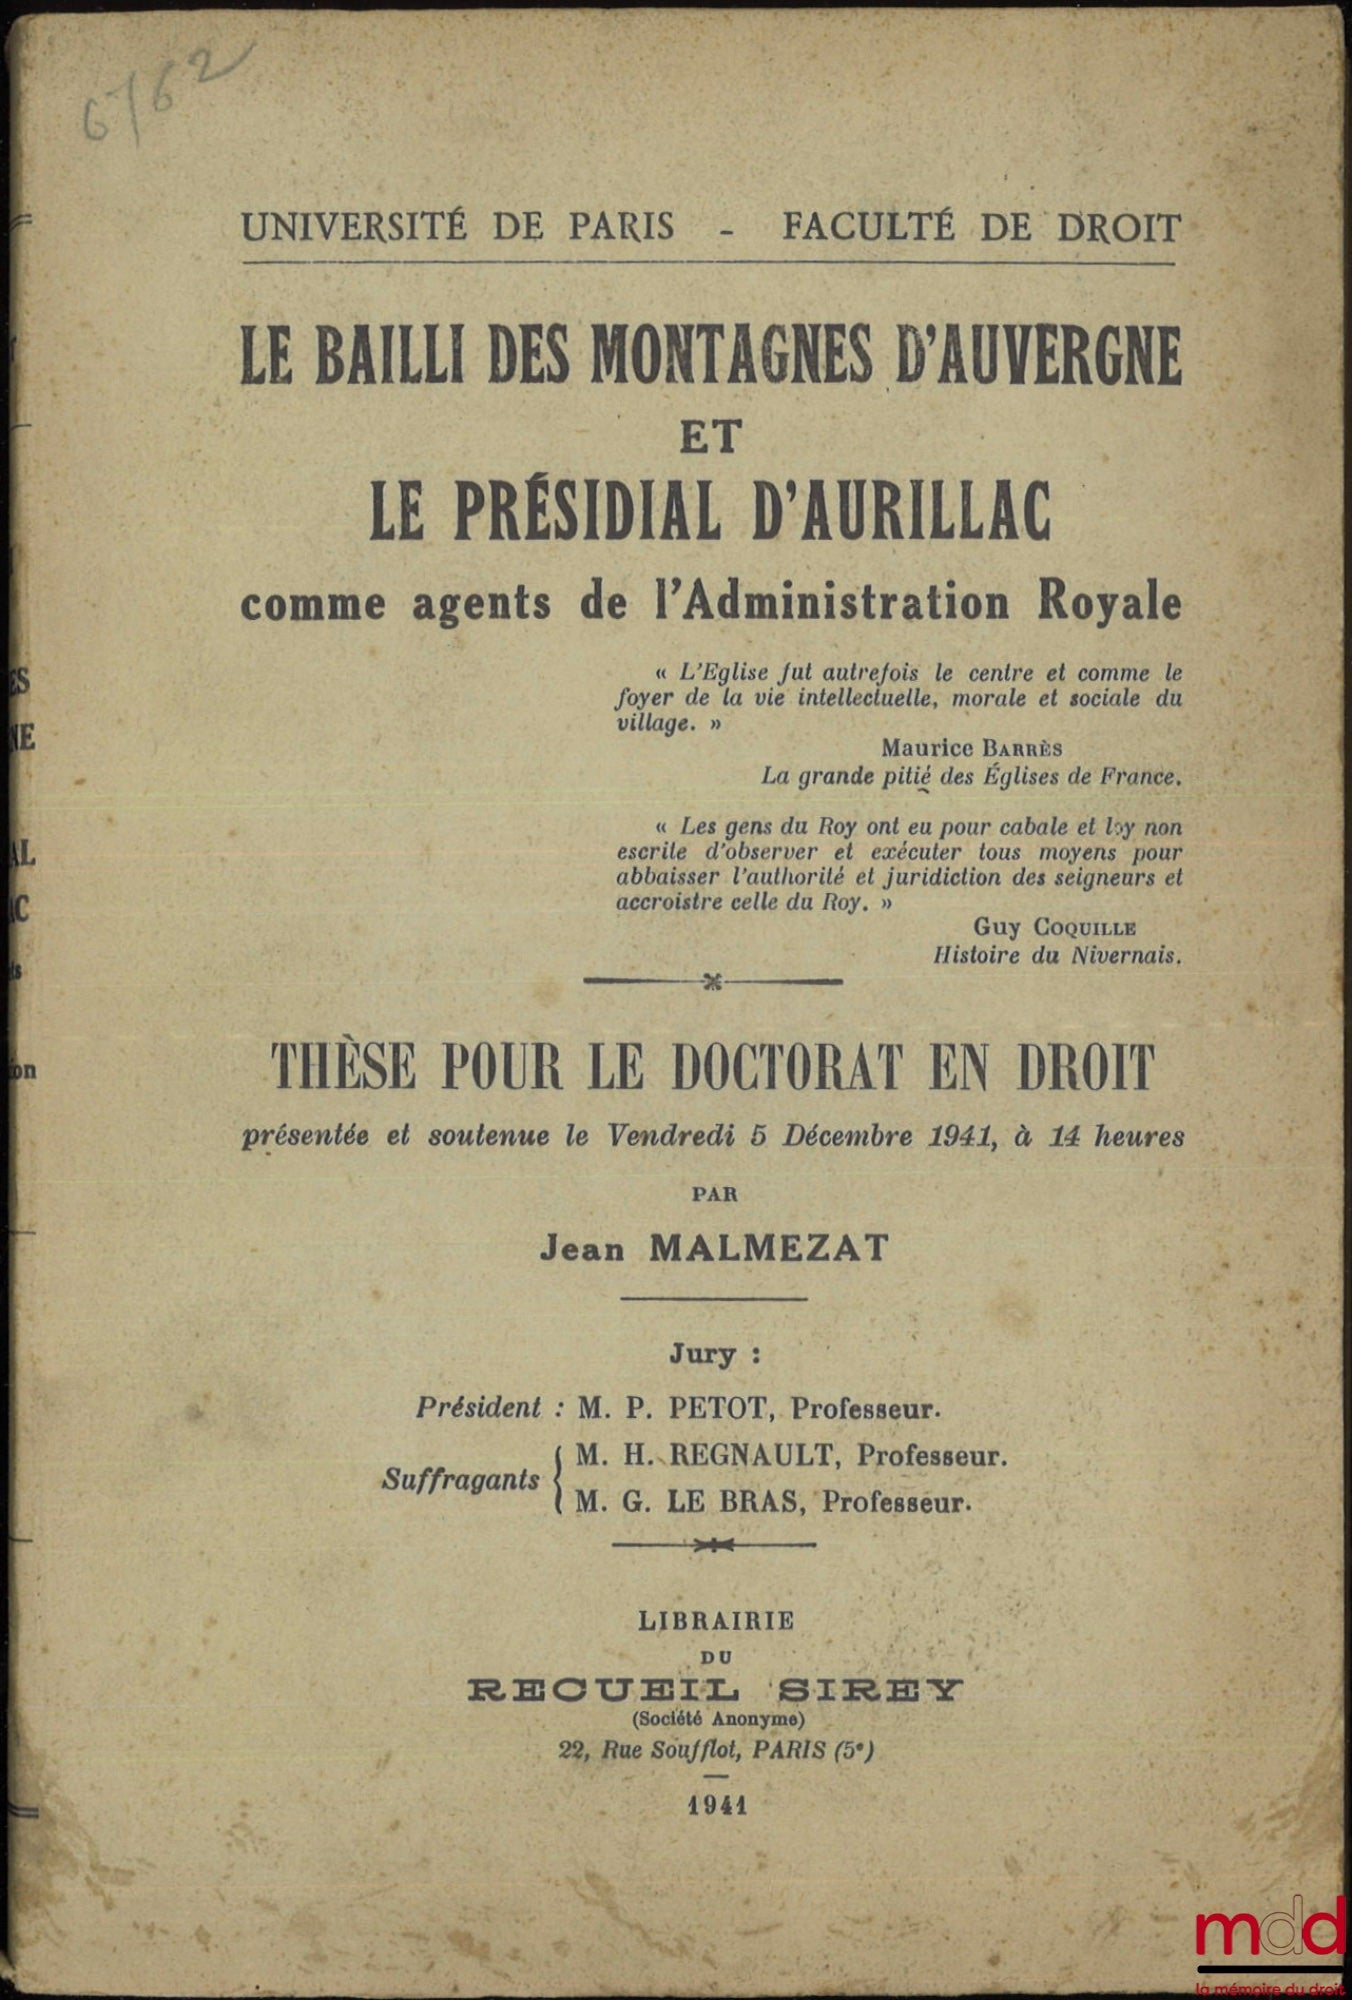 6/62
UNIVERSITÉ DE PARIS - FACULTÉ DE DROIT
LE BAILLI DES MONTAGNES D'AUVERGNE
ET
LE PRÉSIDIAL D'AURILLAC
comme agents de l'Administration Royale
« L'Eglise fut autrefois le centre et comme le
foyer de la vie intellectuelle, morale et sociale du
village. »
Maurice BARRÈS
La grande pitié des Églises de France.
« Les gens du Roy ont eu pour cabale et loy non
escrite d'observer et exécuter tous moyens pour
abbaisser l'authorité et juridiction des seigneurs et
accroistre celle du Roy. »
Guy COQUILLE
Histoire du Nivernais.
THÈSE POUR LE DOCTORAT EN DROIT
présentée et soutenue le Vendredi 5 Décembre 1941, à 14 heures
PAR
Jean MALMEZAT
Jury :
Président : M. P. PETOT, Professeur.
Suffragants { M. H. REGNAULT, Professeur.
M. G. LE BRAS, Professeur.
LIBRAIRIE
DU
RECUEIL SIREY
(Société Anonyme)
22, Rue Soufflot, PARIS (5e)
1941
mdd
la mémoire du droit